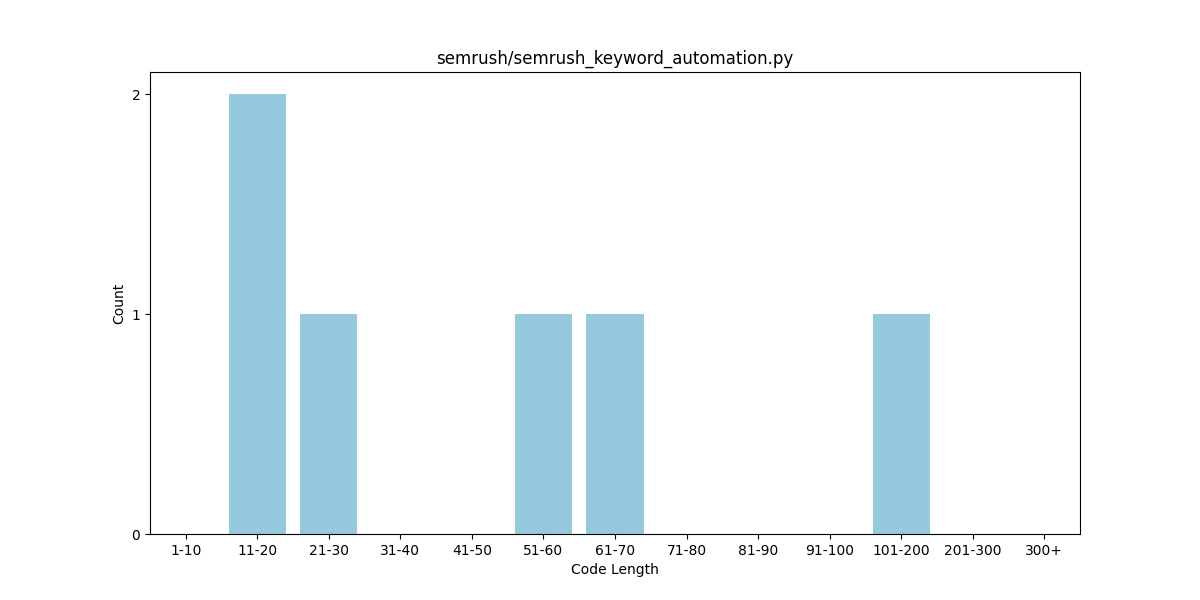 semrush/semrush_keyword_automation.py
Count
2
1
0
1-10 11-20 21-30 31-40 41-50 51-60 61-70 71-80 81-90 91-100 101-200 201-300 300+
Code Length